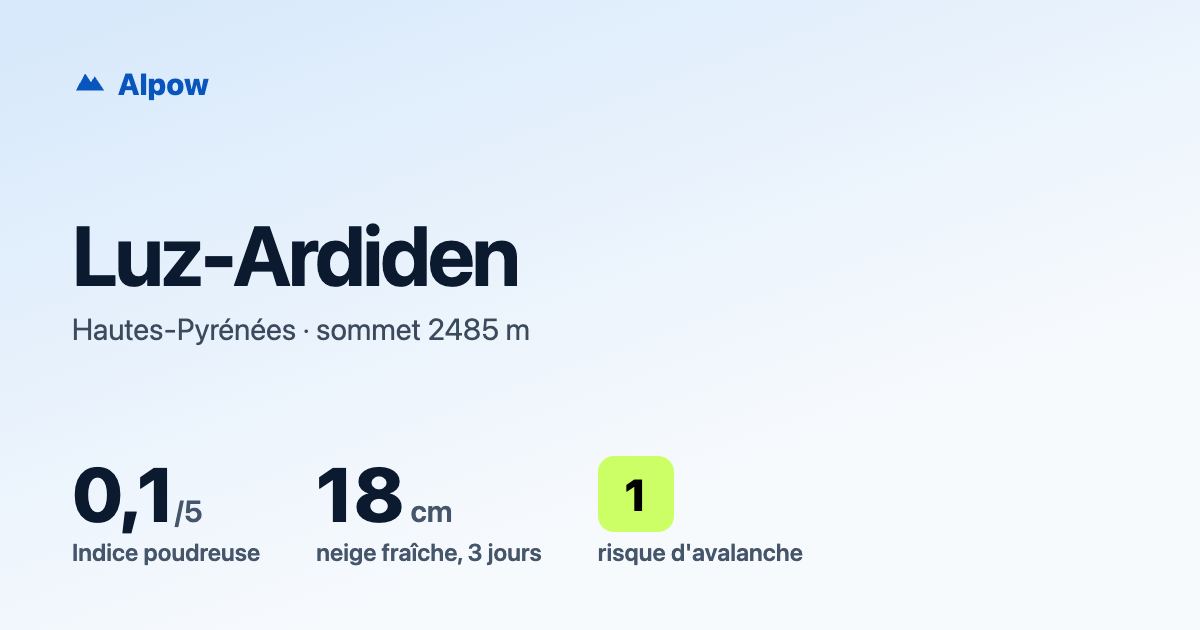 Alpow
Luz-Ardiden
Hautes-Pyrénées · sommet 2485 m
0,1/5
Indice poudreuse
18 cm
neige fraîche, 3 jours
1
risque d'avalanche